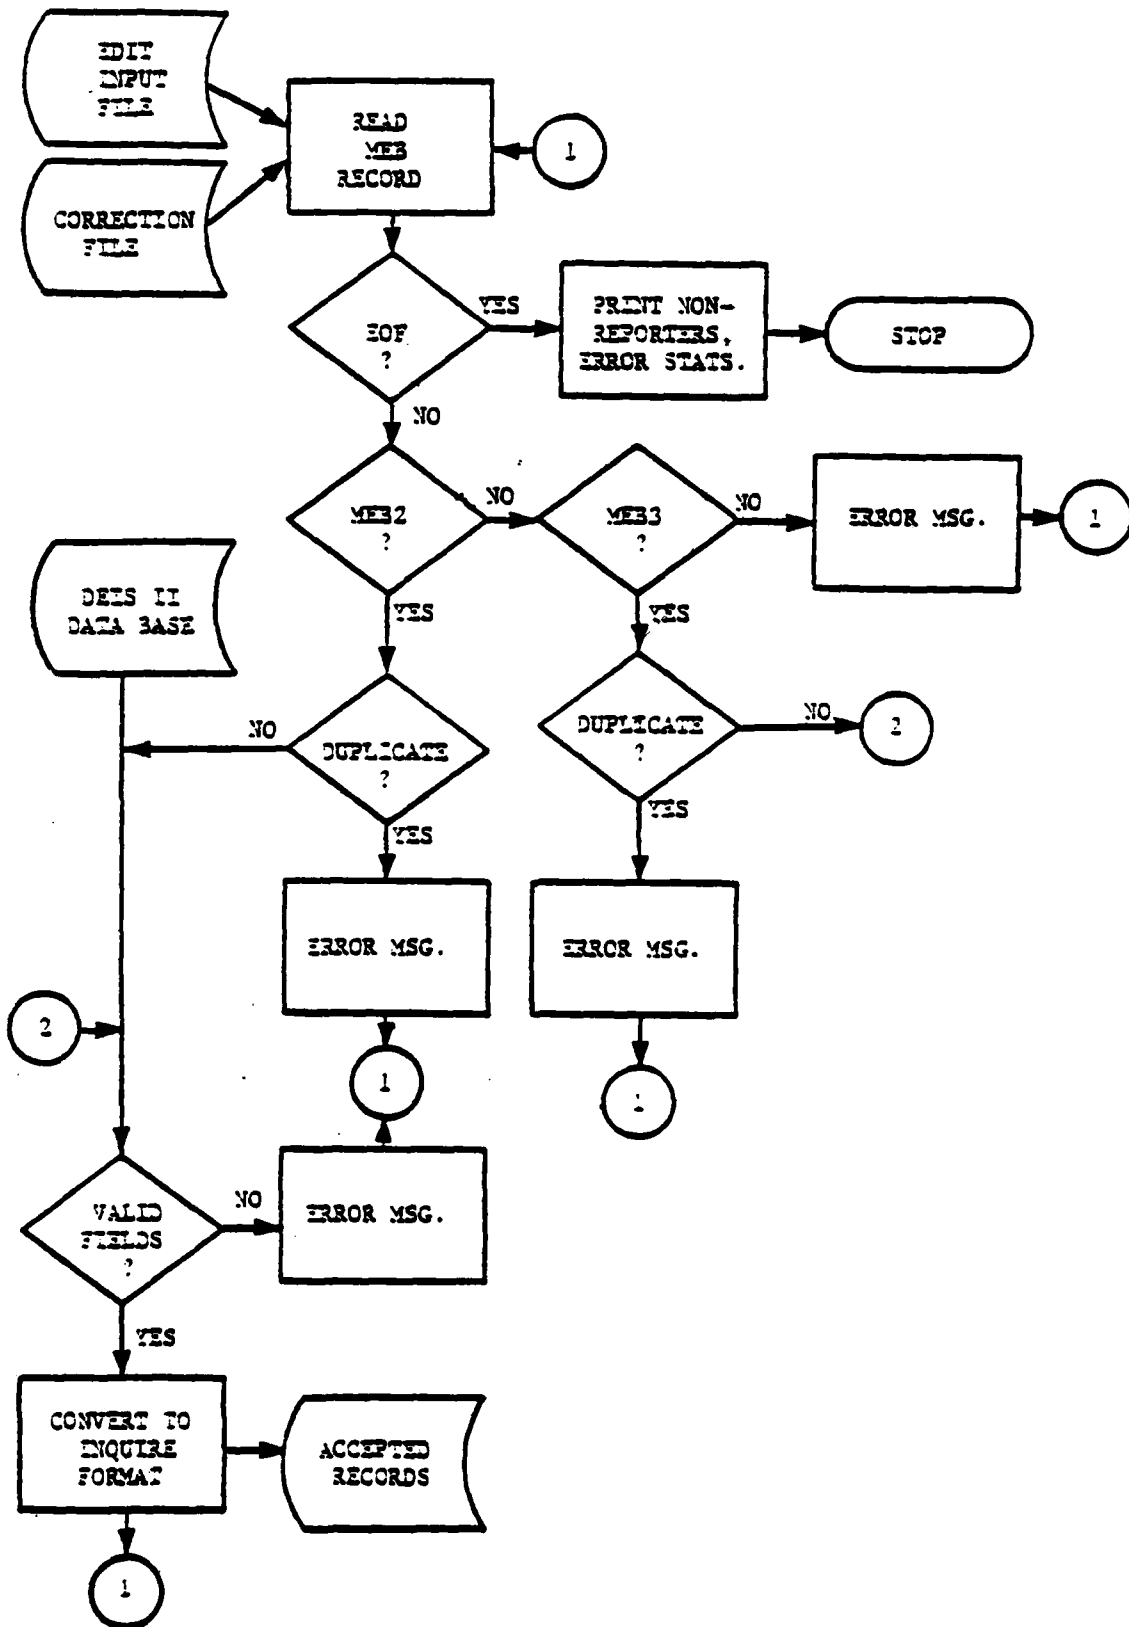 EDIT
INPUT
FILE
READ
MEB
RECORD
1
CORRECTION
FILE
EOF
?
YES
PRINT NON-
REPORTERS,
ERROR STATS.
STOP
NO
MEB2
?
NO
MEB3
?
NO
ERROR MSG.
1
DEIS II
DATA BASE
YES
YES
NO
DUPLICATE
?
DUPLICATE
?
NO
2
YES
YES
ERROR MSG.
ERROR MSG.
2
1
1
VALID
FIELDS
?
NO
ERROR MSG.
YES
CONVERT TO
INQUIRE
FORMAT
ACCEPTED
RECORDS
1